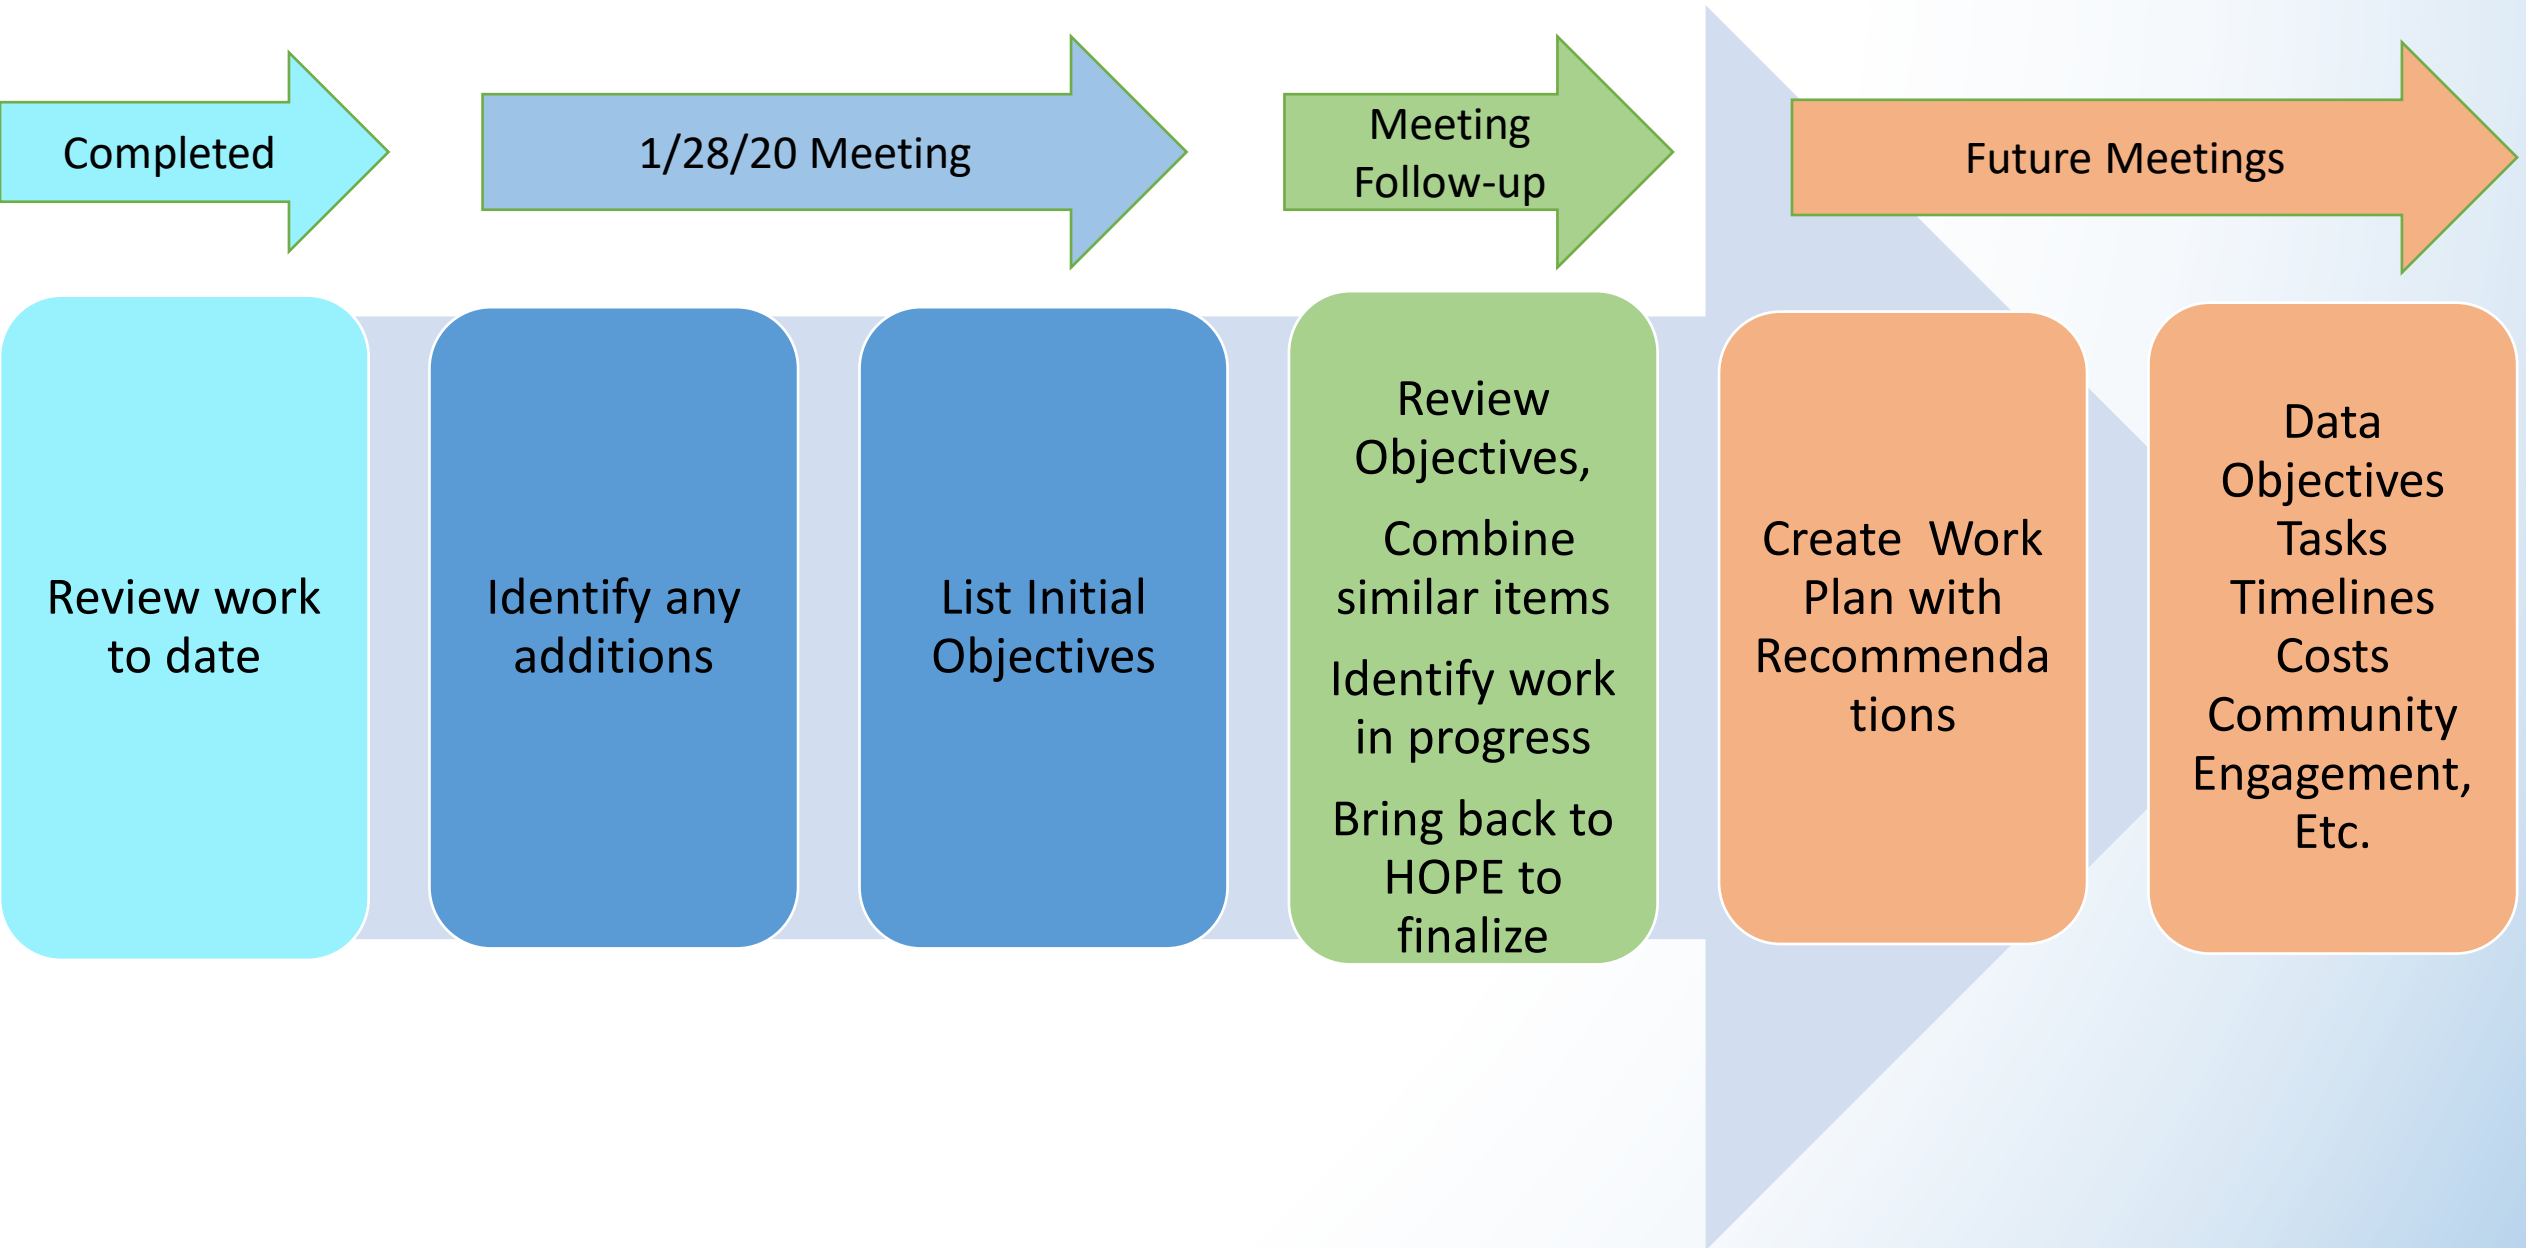 Completed
1/28/20 Meeting
Meeting
Follow-up
Future Meetings
Review work
to date
Identify any
additions
List Initial
Objectives
Review
Objectives,
Combine
similar items
Identify work
in progress
Bring back to
HOPE to
finalize
Create  Work
Plan with
Recommenda
tions
Data
Objectives
Tasks
Timelines
Costs
Community
Engagement,
Etc.